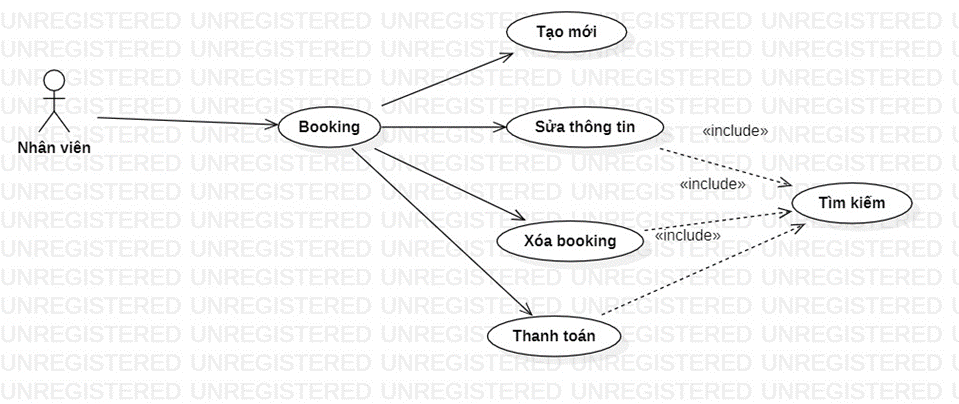 Tạo mới
Nhân viên
Booking
Sửa thông tin
«include»
«include»
Tìm kiếm
Xóa booking
«include»
Thanh toán
UNREGISTERED